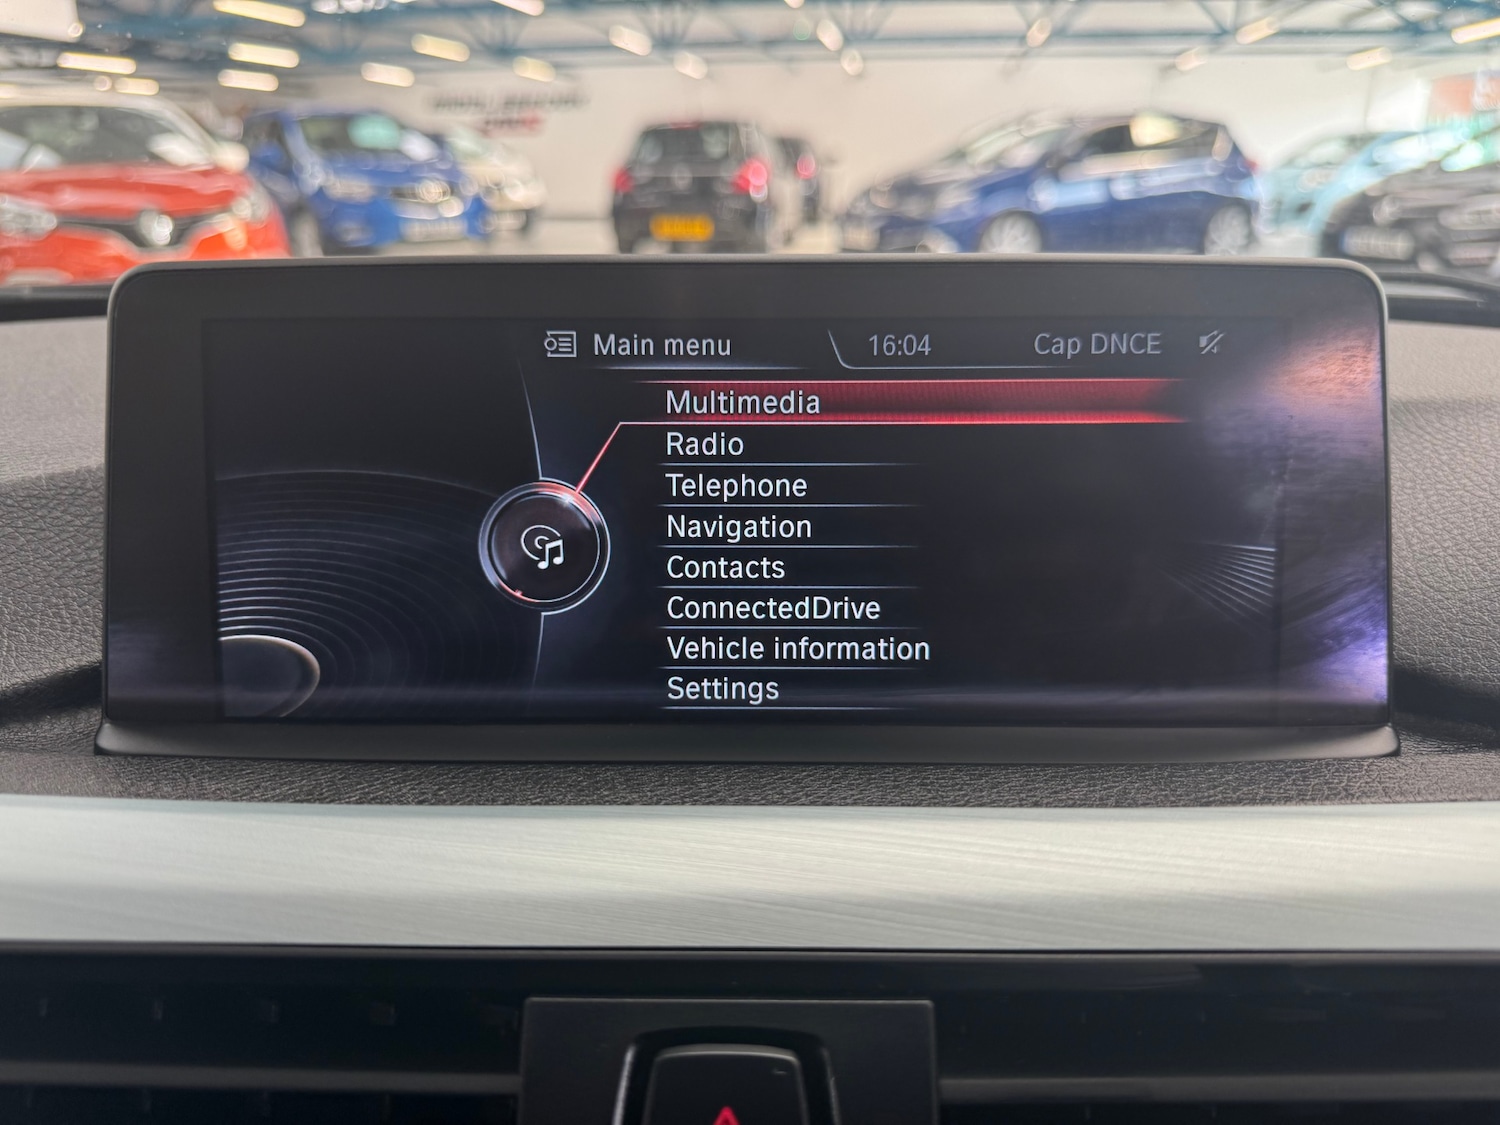 Main menu
16:04
Cap DNCE
Multimedia
Radio
Telephone
Navigation
Contacts
ConnectedDrive
Vehicle information
Settings